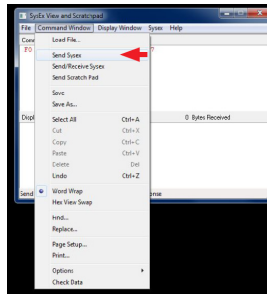 SysEx View and Scratchpad
File Command Window Display Window Sysex Help
F0
Load File...
Send Sysex
Send/Receive Sysex
Send Scratch Pad
Save
Save As...
0 Bytes Received
Select All Ctrl+A
Cut Ctrl+X
Copy Ctrl+C
Paste Ctrl+V
Delete Del
Undo Ctrl+Z
Word Wrap
Hex View Swap
Replace...
Page Setup...
Print...
Options
Check Data